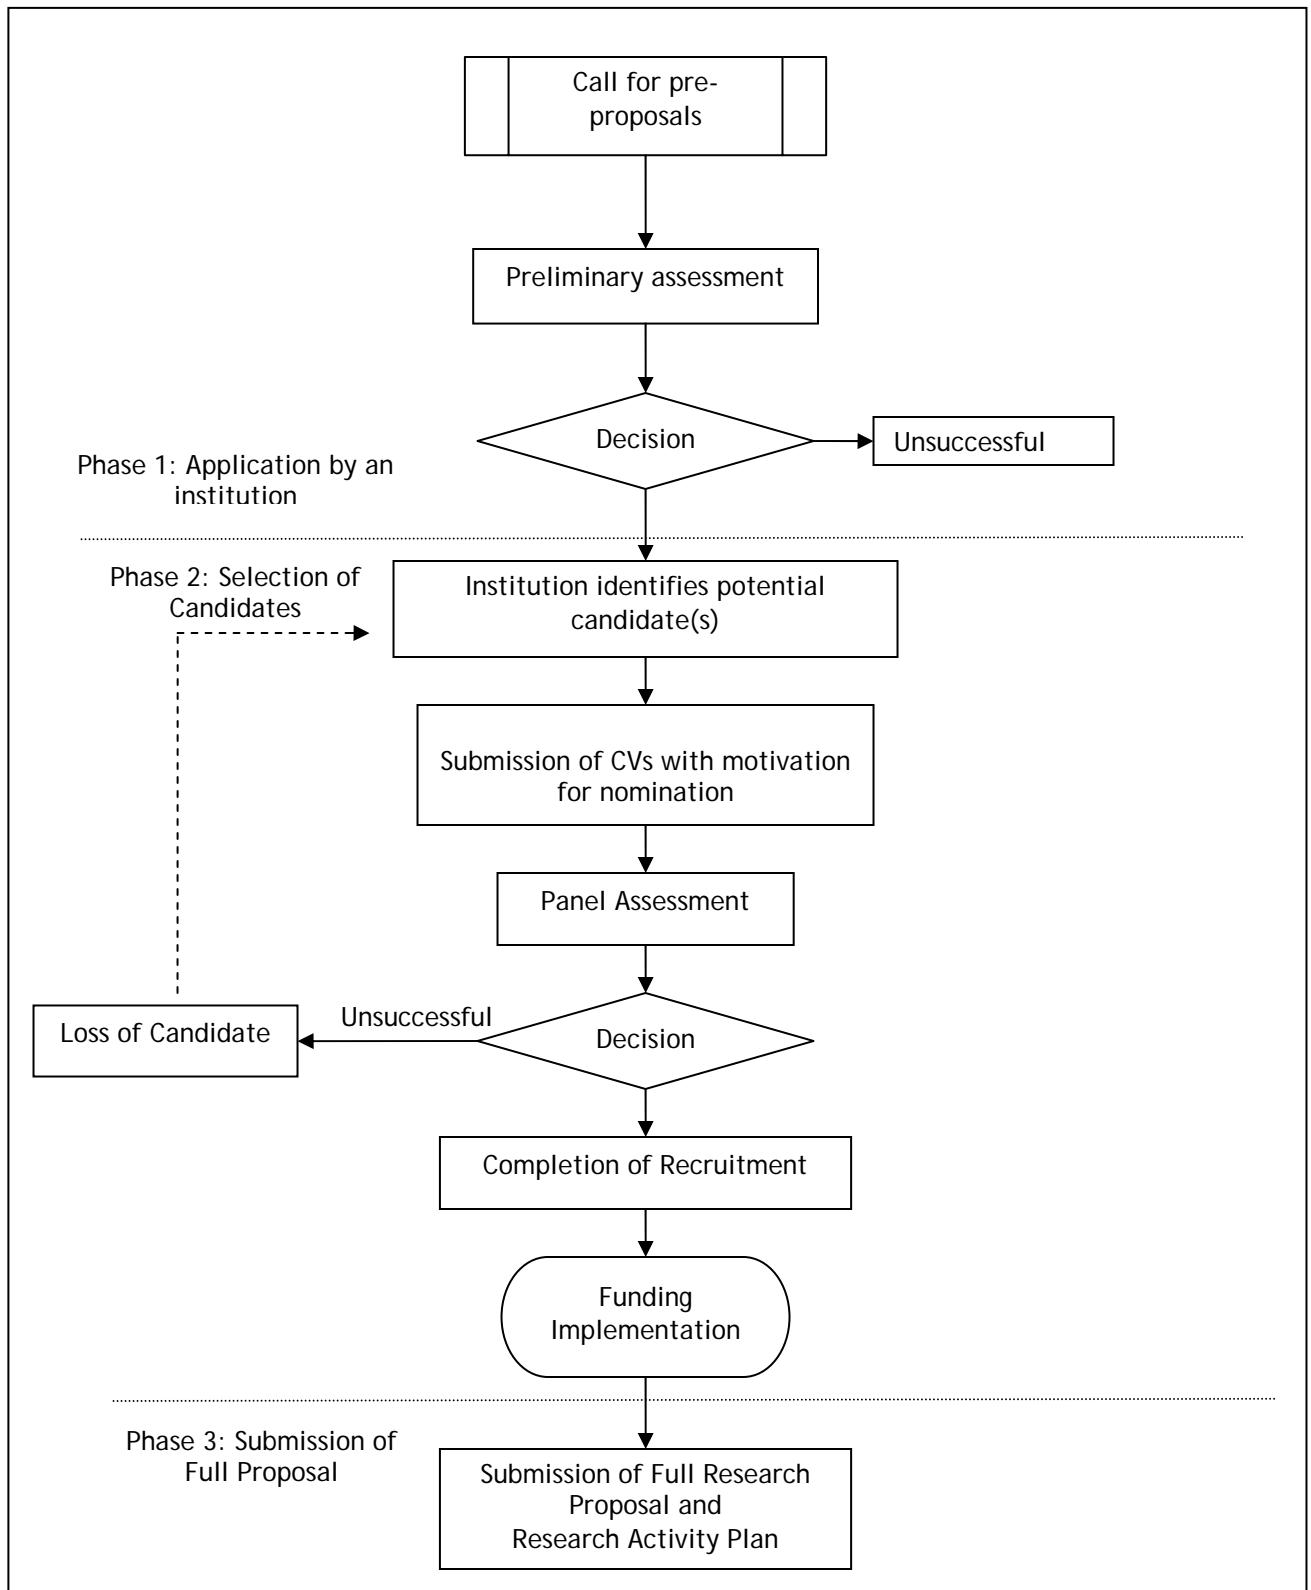 Call for pre-
proposals
Preliminary assessment
Decision
Unsuccessful
Phase 1: Application by an
institution
Phase 2: Selection of
Candidates
Institution identifies potential
candidate(s)
Submission of CVs with motivation
for nomination
Panel Assessment
Unsuccessful
Loss of Candidate
Decision
Completion of Recruitment
Funding
Implementation
Phase 3: Submission of
Full Proposal
Submission of Full Research
Proposal and
Research Activity Plan